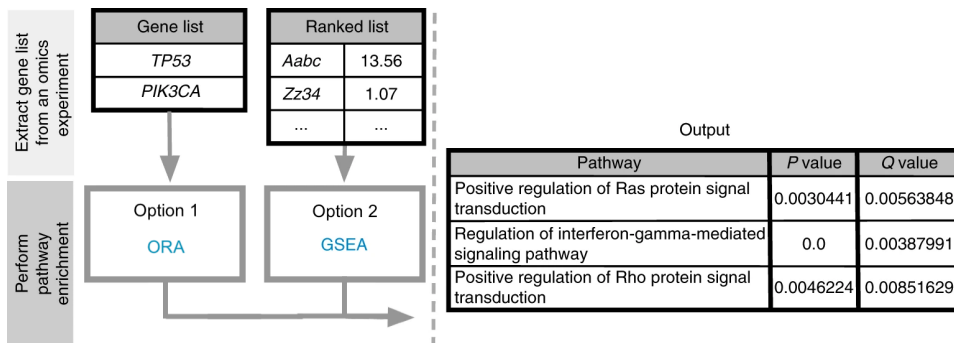 Extract gene list
from an omics
experiment
Gene list
TP53
PIK3CA
Ranked list
Aabc 13.56
Zz34 1.07
... ...
Perform
pathway
enrichment
Option 1
ORA
Option 2
GSEA
Output
Pathway P value Q value
Positive regulation of Ras protein signal
transduction
0.0030441 0.00563848
Regulation of interferon-gamma-mediated
signaling pathway
0.0 0.00387991
Positive regulation of Rho protein signal
transduction
0.0046224 0.00851629